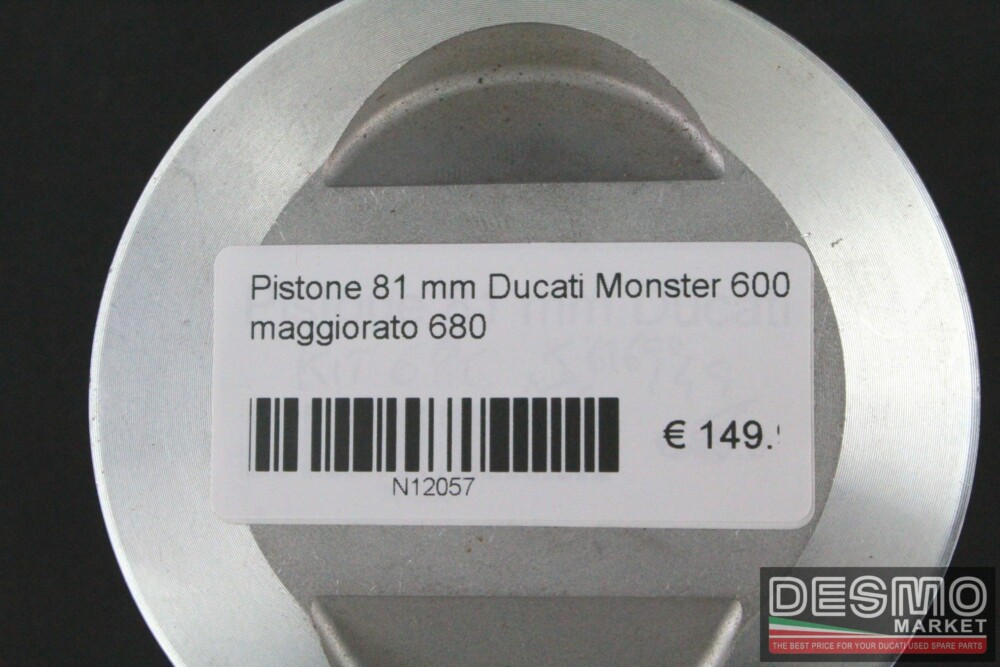 Pistone 81 mm Ducati Monster 600
maggiorato 680
€ 149.
N12057
DESMO
MARKET
THE BEST PRICE FOR YOUR DUCATI USED SPARE PARTS